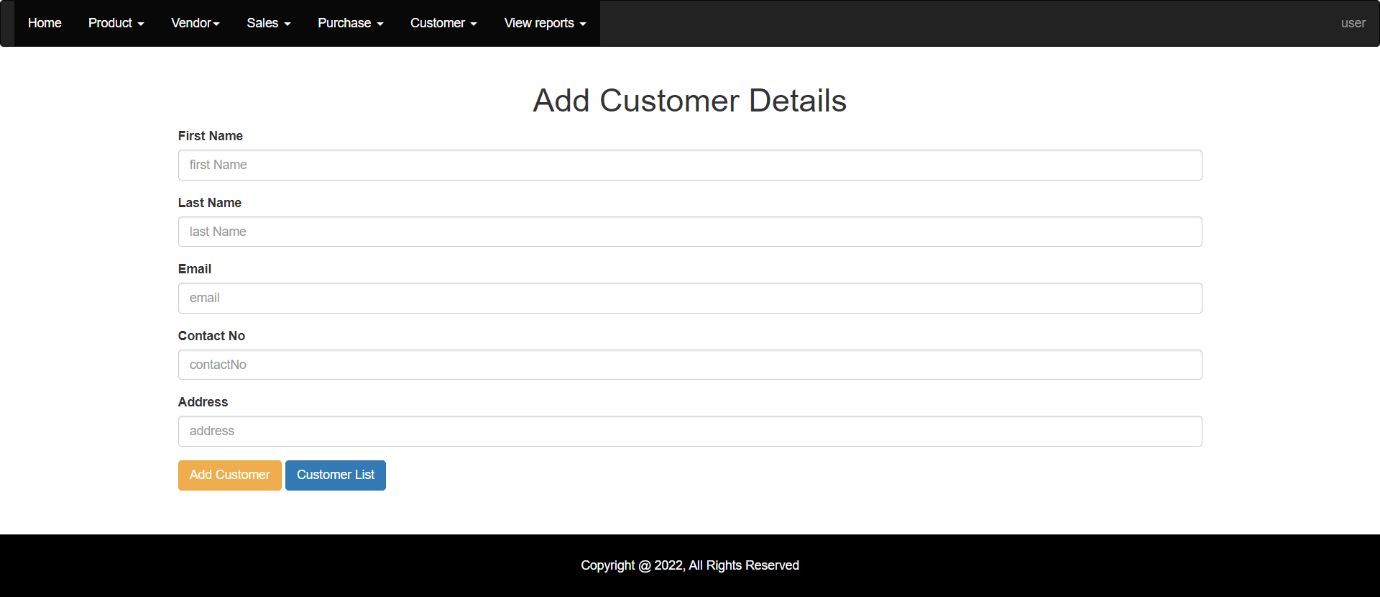 Home Product Vendor Sales Purchase Customer View reports user
Add Customer Details
First Name
first Name
Last Name
last Name
Email
email
Contact No
contactNo
Address
address
Add Customer Customer List
Copyright @ 2022, All Rights Reserved